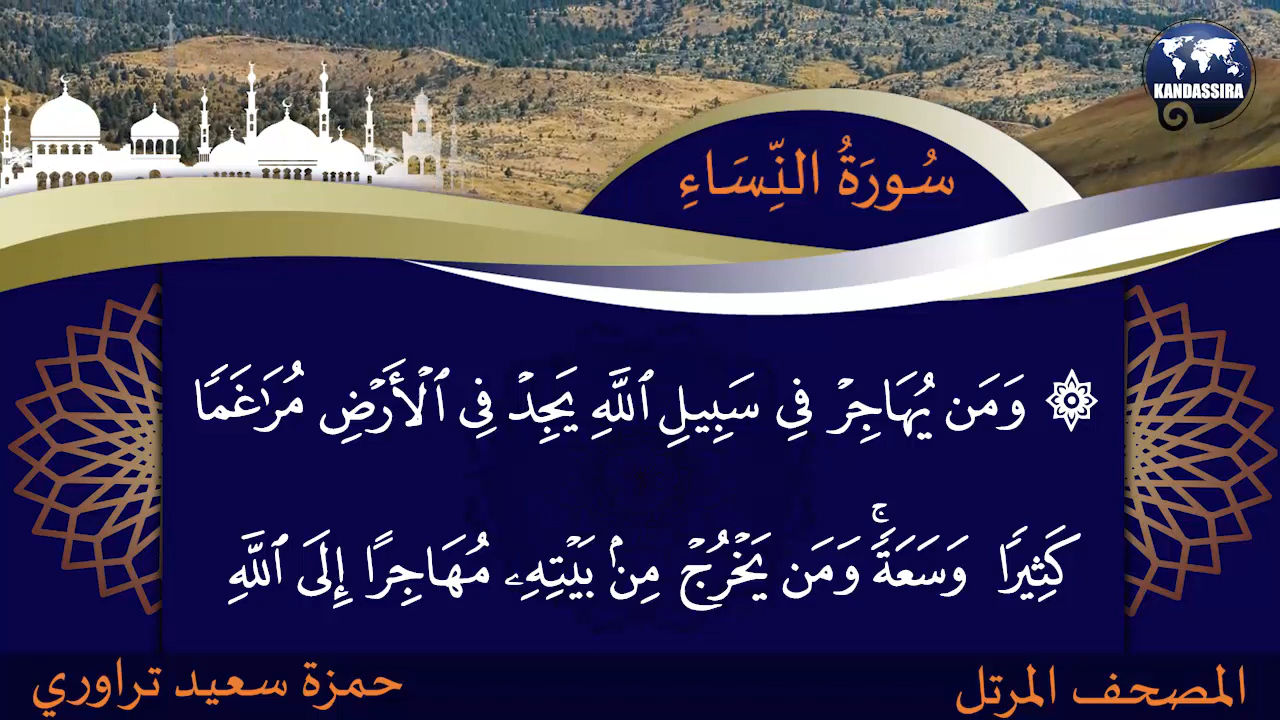 KANDASSIRA
سُورَةُ النِّسَاءِ
۞ وَمَن يُهَاجِرۡ فِي سَبِيلِ ٱللَّهِ يَجِدۡ فِي ٱلۡأَرۡضِ مُرَٰغَمٗا
كَثِيرٗا وَسَعَةٗۚ وَمَن يَخۡرُجۡ مِنۢ بَيۡتِهِۦ مُهَاجِرًا إِلَى ٱللَّهِ
المصحف المرتل
حمزة سعيد تراوري